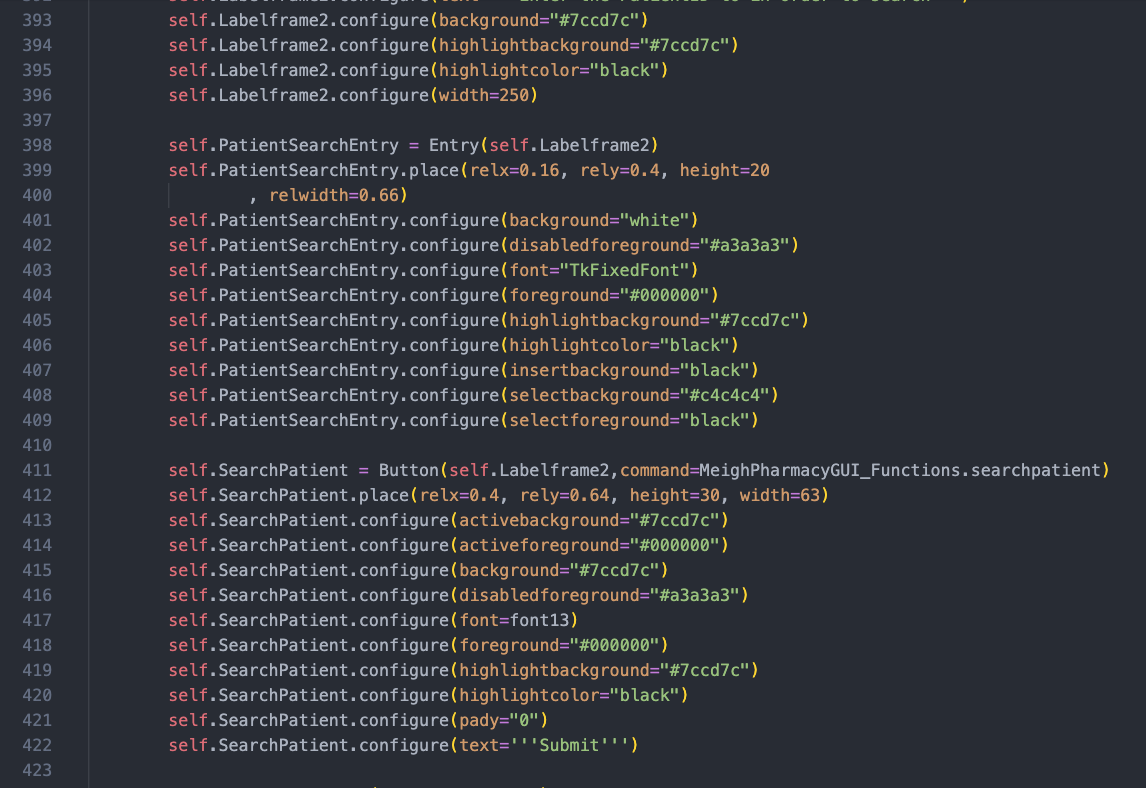 393 self.Labelframe2.configure(background="#7ccd7c")
394 self.Labelframe2.configure(highlightbackground="#7ccd7c")
395 self.Labelframe2.configure(highlightcolor="black")
396 self.Labelframe2.configure(width=250)
397
398 self.PatientSearchEntry = Entry(self.Labelframe2)
399 self.PatientSearchEntry.place(relx=0.16, rely=0.4, height=20
400 , relwidth=0.66)
401 self.PatientSearchEntry.configure(background="white")
402 self.PatientSearchEntry.configure(disabledforeground="#a3a3a3")
403 self.PatientSearchEntry.configure(font="TkFixedFont")
404 self.PatientSearchEntry.configure(foreground="#000000")
405 self.PatientSearchEntry.configure(highlightbackground="#7ccd7c")
406 self.PatientSearchEntry.configure(highlightcolor="black")
407 self.PatientSearchEntry.configure(insertbackground="black")
408 self.PatientSearchEntry.configure(selectbackground="#c4c4c4")
409 self.PatientSearchEntry.configure(selectforeground="black")
410
411 self.SearchPatient = Button(self.Labelframe2,command=MeighPharmacyGUI_Functions.searchpatient)
412 self.SearchPatient.place(relx=0.4, rely=0.64, height=30, width=63)
413 self.SearchPatient.configure(activebackground="#7ccd7c")
414 self.SearchPatient.configure(activeforeground="#000000")
415 self.SearchPatient.configure(background="#7ccd7c")
416 self.SearchPatient.configure(disabledforeground="#a3a3a3")
417 self.SearchPatient.configure(font=font13)
418 self.SearchPatient.configure(foreground="#000000")
419 self.SearchPatient.configure(highlightbackground="#7ccd7c")
420 self.SearchPatient.configure(highlightcolor="black")
421 self.SearchPatient.configure(pady="0")
422 self.SearchPatient.configure(text='''Submit''')
423